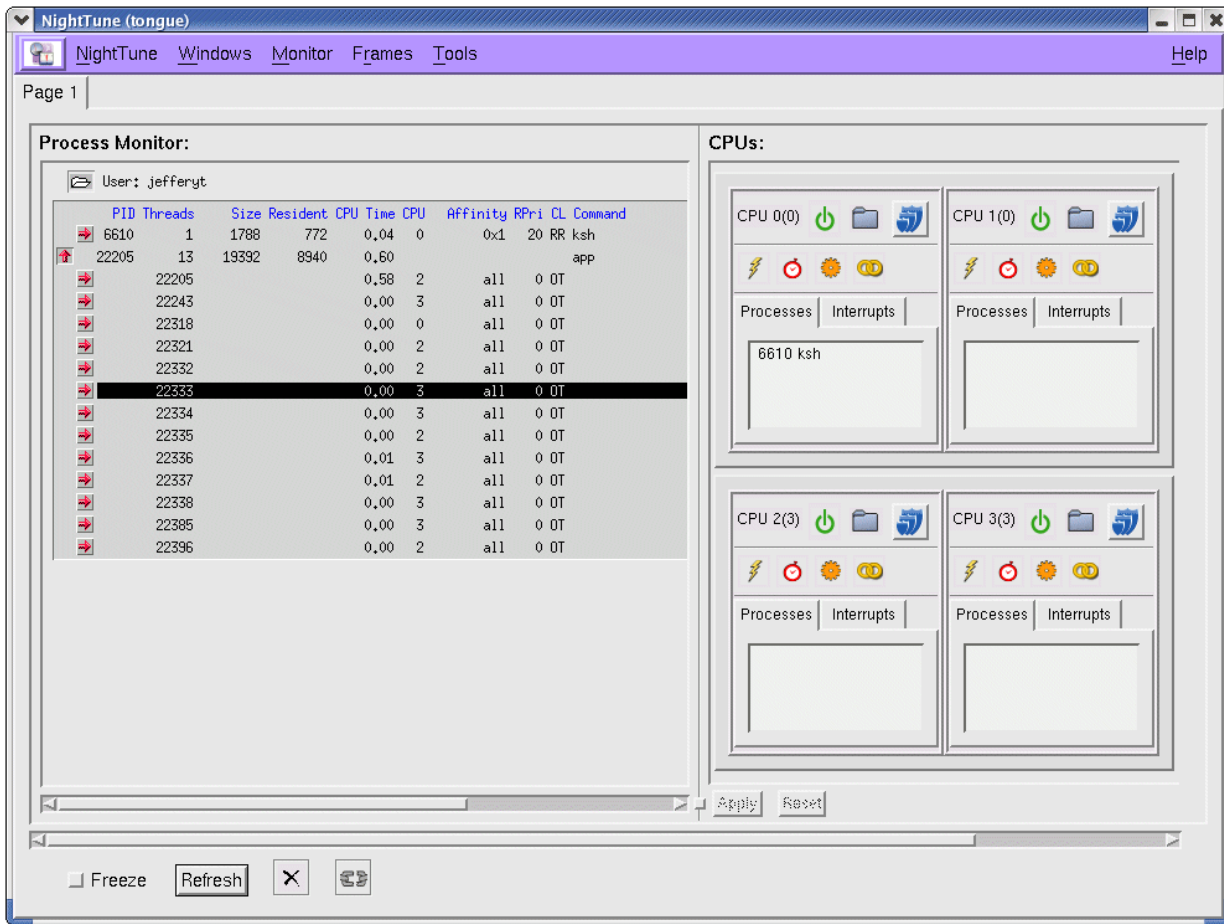 NightTune (tongue)
NightTune Windows Monitor Frames Tools Help
Page 1
Process Monitor:
User: jefferyt
PID Threads Size Resident CPU Time CPU Affinity RPri CL Command
6610 1 1788 772 0.04 0 0x1 20 RR ksh
22205 13 19392 8940 0.60 app
22205 0.58 2 all 0 OT
22243 0.00 3 all 0 OT
22318 0.00 0 all 0 OT
22321 0.00 2 all 0 OT
22332 0.00 2 all 0 OT
22333 0.00 3 all 0 OT
22334 0.00 3 all 0 OT
22335 0.00 2 all 0 OT
22336 0.01 3 all 0 OT
22337 0.01 2 all 0 OT
22338 0.00 3 all 0 OT
22385 0.00 3 all 0 OT
22396 0.00 2 all 0 OT
CPUs:
CPU 0(0)
Processes Interrupts
6610 ksh
CPU 1(0)
Processes Interrupts
CPU 2(3)
Processes Interrupts
CPU 3(3)
Processes Interrupts
Apply Reset
Freeze Refresh